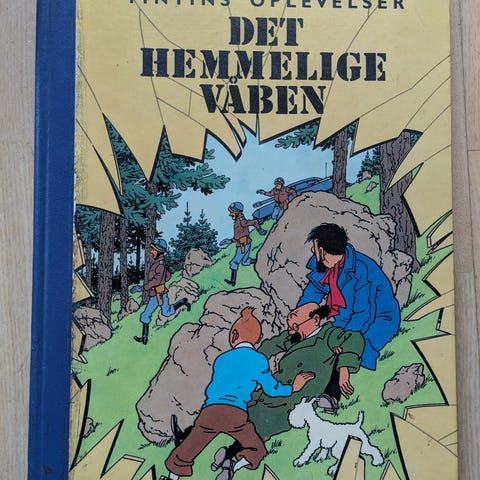 TINTINS OPLEVELSER
DET
HEMMELIGE
VÅBEN